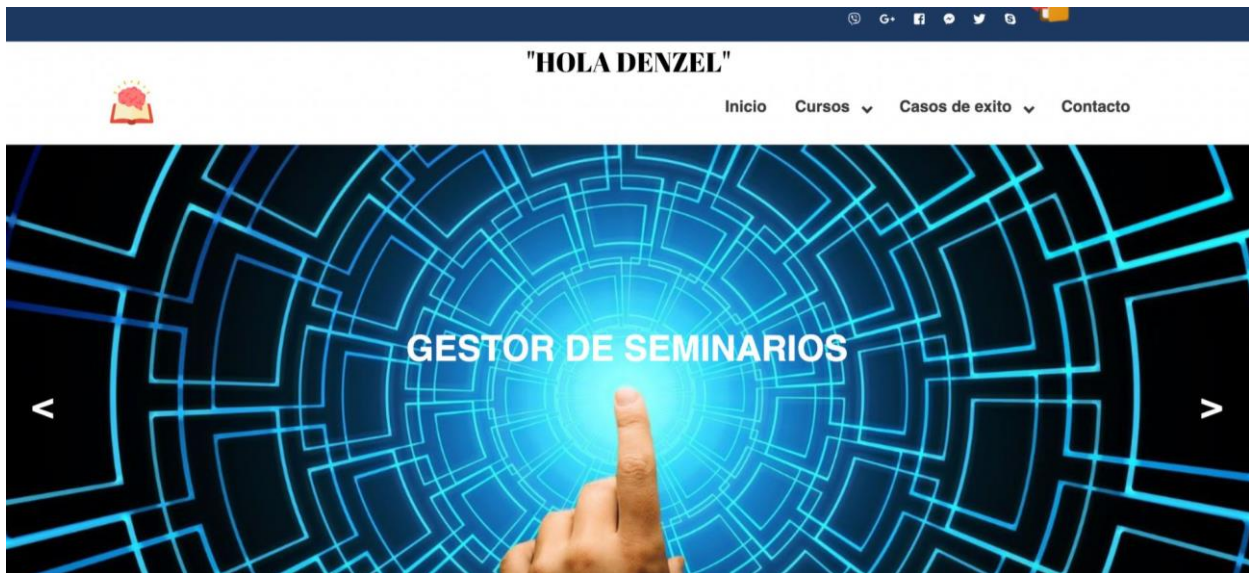 "HOLA DENZEL"
Inicio Cursos Casos de exito Contacto
GESTOR DE SEMINARIOS
< >